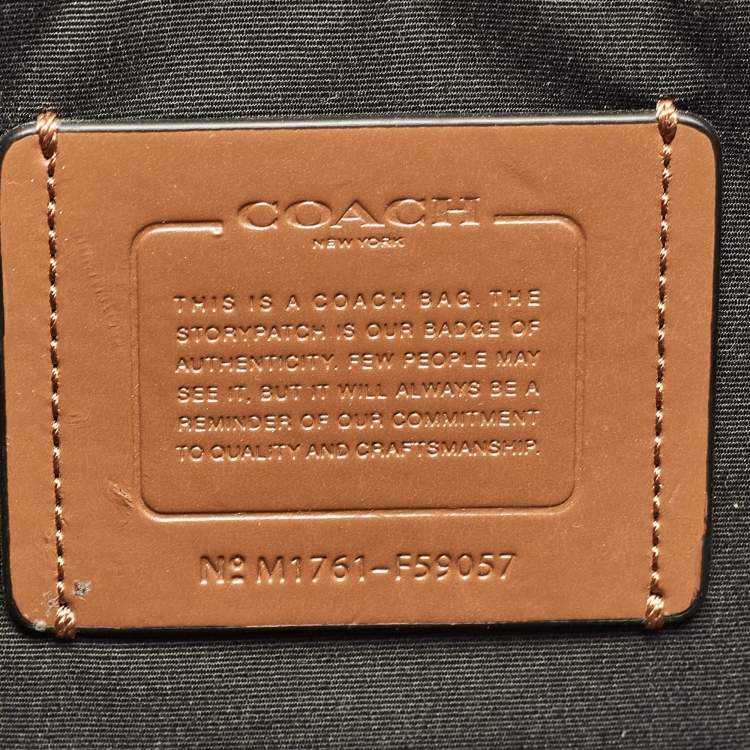 COACH
NEW YORK
THIS IS A COACH BAG. THE
STORYPATCH IS OUR BADGE OF
AUTHENTICITY. FEW PEOPLE MAY
SEE IT, BUT IT WILL ALWAYS BE A
REMINDER OF OUR COMMITMENT
TO QUALITY AND CRAFTSMANSHIP.
Nº M1761-F59057